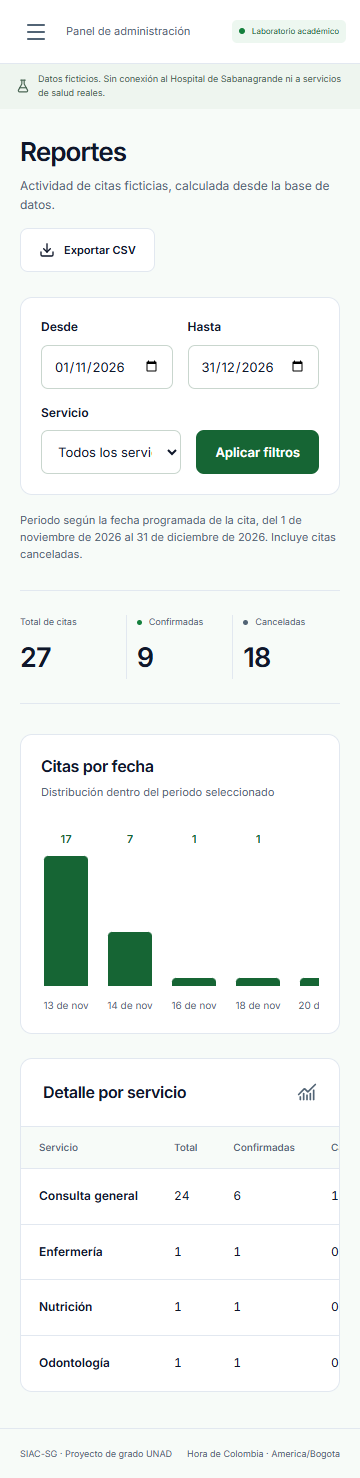 Panel de administración
Laboratorio académico
Datos ficticios. Sin conexión al Hospital de Sabanagrande ni a servicios
de salud reales.
Reportes
Actividad de citas ficticias, calculada desde la base de
datos.
Exportar CSV
Desde
Hasta
01/11/2026
31/12/2026
Servicio
Todos los servi
Aplicar filtros
Periodo según la fecha programada de la cita, del 1 de
noviembre de 2026 al 31 de diciembre de 2026. Incluye citas
canceladas.
Total de citas
Confirmadas
Canceladas
27
9
18
Citas por fecha
Distribución dentro del periodo seleccionado
17
7
1
1
13 de nov
14 de nov
16 de nov
18 de nov
20 d
Detalle por servicio
Servicio
Total
Confirmadas
C
Consulta general
24
6
1
Enfermería
1
1
0
Nutrición
1
1
0
Odontología
1
1
0
SIAC-SG · Proyecto de grado UNAD
Hora de Colombia · America/Bogota